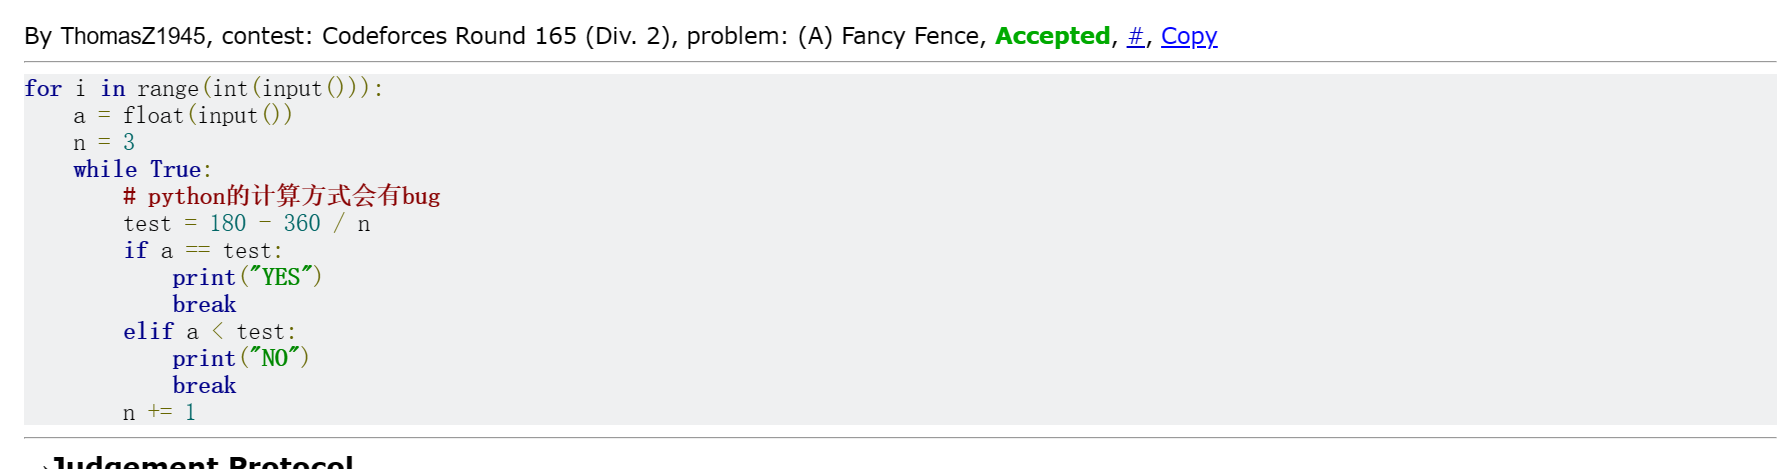 By ThomasZ1945, contest: Codeforces Round 165 (Div. 2), problem: (A) Fancy Fence, Accepted, #, Copy
for i in range(int(input())):
    a = float(input())
    n = 3
    while True:
        # python的计算方式会有bug
        test = 180 - 360 / n
        if a == test:
            print("YES")
            break
        elif a < test:
            print("NO")
            break
        n += 1
→Judgement Protocol